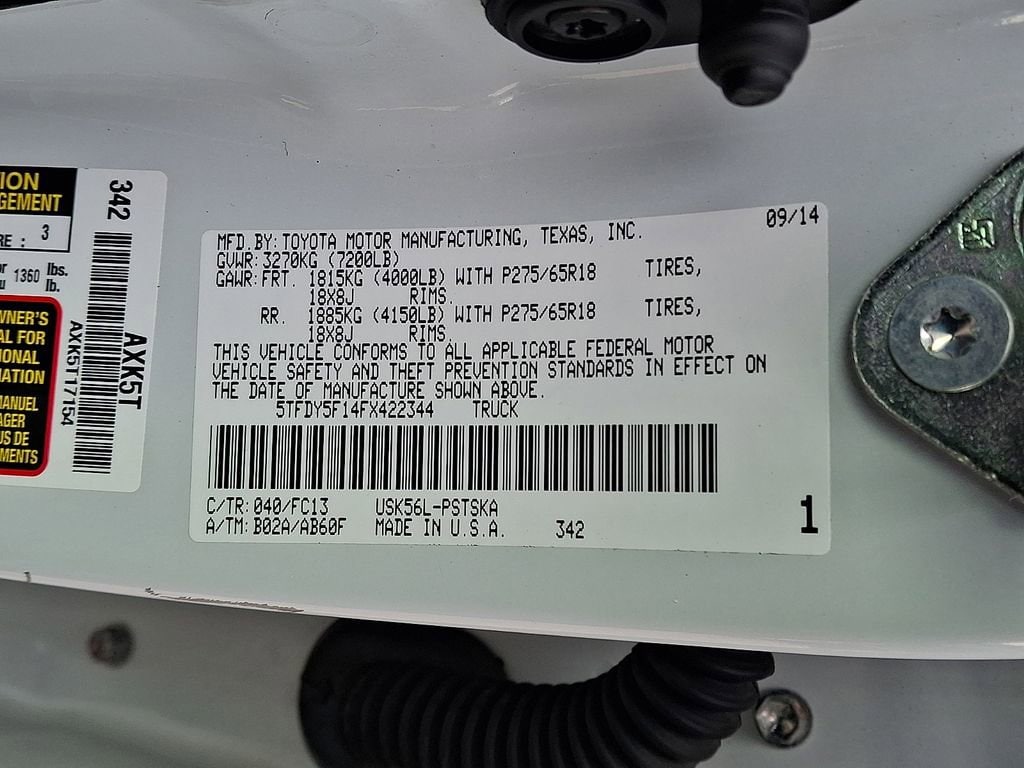 ION
GEMENT
RE : 3
or
u 1360 lbs.
lb.
WNER'S
AL FOR
IONAL
ATION
MANUEL
AGER
US DE
MENTS
342
AXK5T
AXK5T17154
09/14
MFD.BY:TOYOTA MOTOR MANUFACTURING, TEXAS, INC.
GVWR:3270KG (7200LB)
GAWR:FRT. 1815KG (4000LB) WITH P275/65R18 TIRES,
18X8J RIMS.
RR. 1885KG (4150LB) WITH P275/65R18 TIRES,
18X8J RIMS.
THIS VEHICLE CONFORMS TO ALL APPLICABLE FEDERAL MOTOR
VEHICLE SAFETY AND THEFT PREVENTION STANDARDS IN EFFECT ON
THE DATE OF MANUFACTURE SHOWN ABOVE.
5TFDY5F14FX422344 TRUCK
C/TR:040/FC13 USK56L-PSTSKA
A/TM:B02A/AB60F MADE IN U.S.A. 342
1